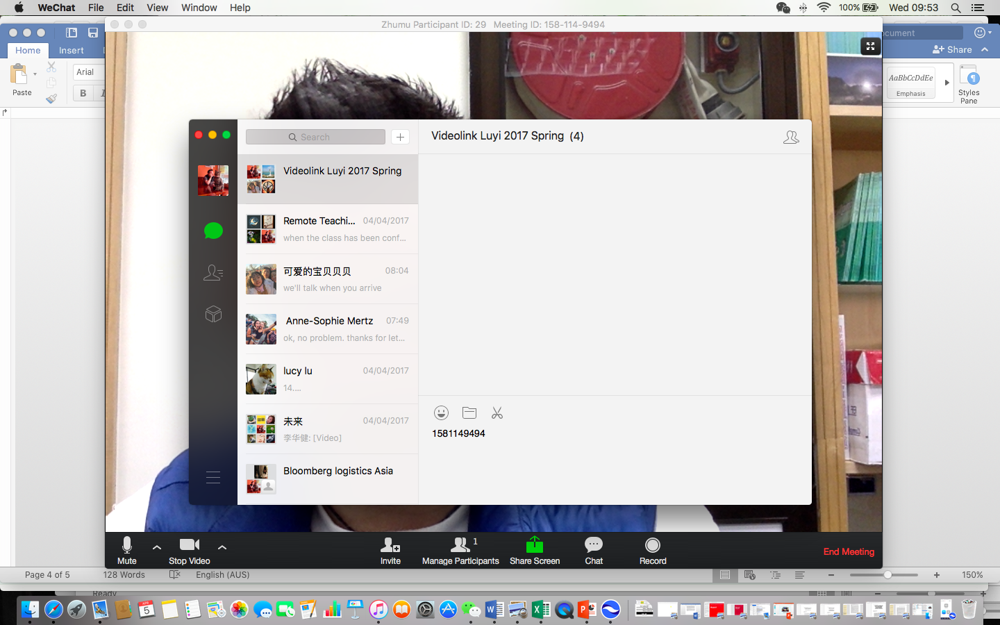 WeChat File Edit View Window Help 100% Wed 09:53
Zhumu Participant ID: 29 Meeting ID: 158-114-9494
Home Insert
Share
Arial
Paste
B I
AaBbCcDdEe
Emphasis
Styles
Pane
Search
Videolink Luyi 2017 Spring (4)
Videolink Luyi 2017 Spring
Remote Teachi... 04/04/2017
when the class has been conf...
可爱的宝贝贝贝 08:04
we'll talk when you arrive
Anne-Sophie Mertz 07:49
ok, no problem. thanks for let...
lucy lu 04/04/2017
14....
未来 04/04/2017
李华健: [Video]
Bloomberg logistics Asia
1581149494
Mute
Stop Video
Invite
1
Manage Participants
Share Screen
Chat
Record
End Meeting
Page 4 of 5 128 Words English (AUS) 150%
Ready
APR
5